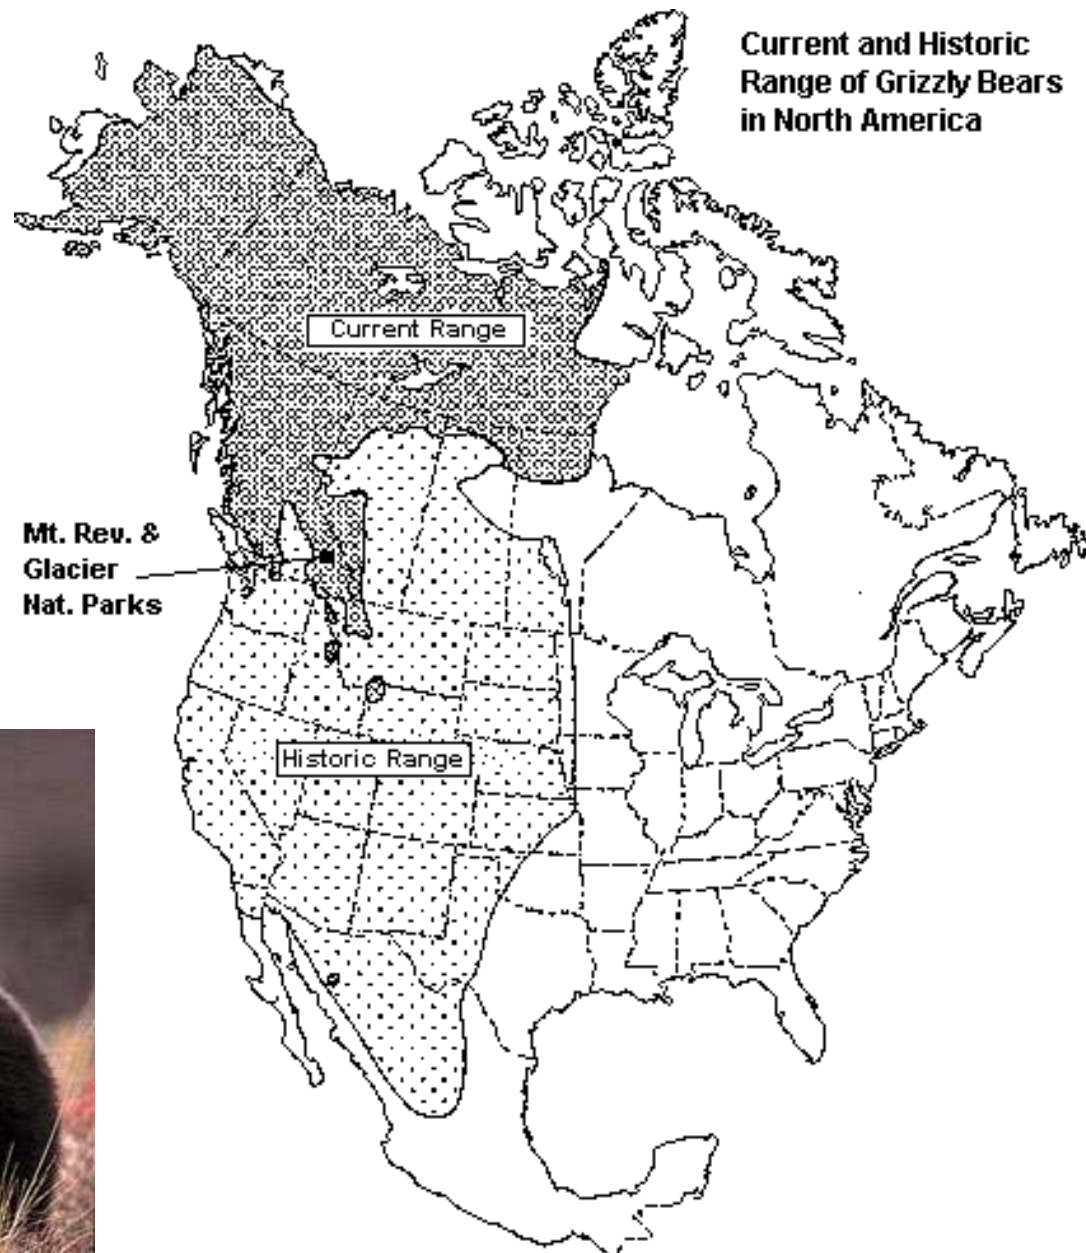 Current and Historic
Range of Grizzly Bears
in North America
Current Range
Mt. Rev. &
Glacier
Nat. Parks
Historic Range